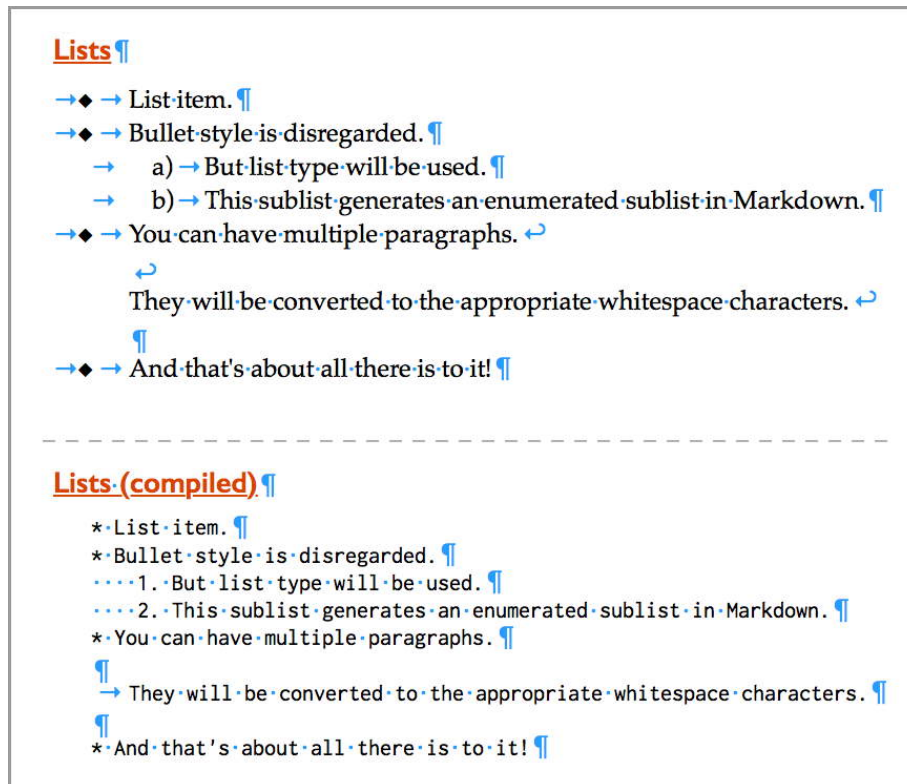 Lists¶
→◆ → List·item.¶
→◆ → Bullet·style·is·disregarded.¶
→ a)→But·list·type·will·be·used.¶
→ b)→This·sublist·generates·an·enumerated·sublist·in·Markdown.¶
→◆ → You·can·have·multiple·paragraphs.↩
↩
They·will·be·converted·to·the·appropriate·whitespace·characters.↩
¶
→◆ → And·that's·about·all·there·is·to·it!¶
Lists·(compiled)¶
*·List·item.¶
*·Bullet·style·is·disregarded.¶
····1.·But·list·type·will·be·used.¶
····2.·This·sublist·generates·an·enumerated·sublist·in·Markdown.¶
*·You·can·have·multiple·paragraphs.¶
¶
→They·will·be·converted·to·the·appropriate·whitespace·characters.¶
¶
*·And·that's·about·all·there·is·to·it!¶